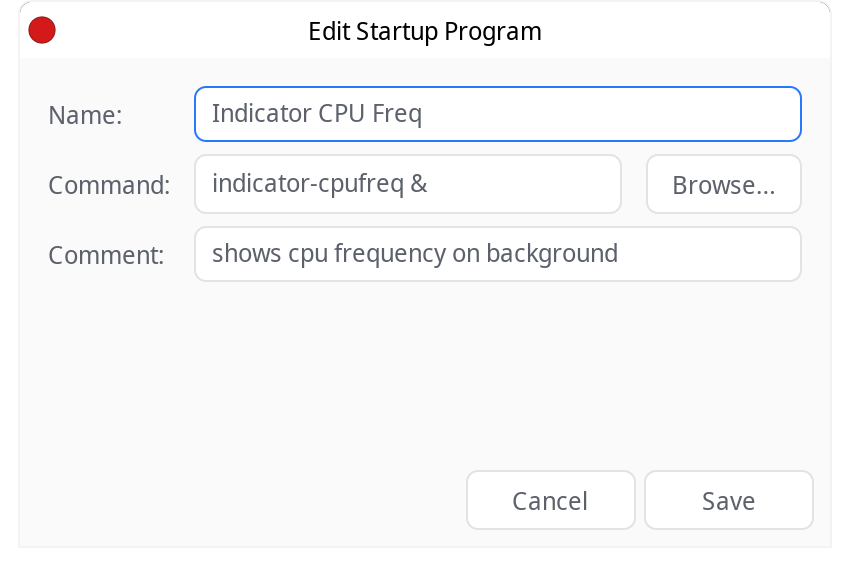 Edit Startup Program
Name: Indicator CPU Freq
Command: indicator-cpufreq & Browse...
Comment: shows cpu frequency on background
Cancel Save